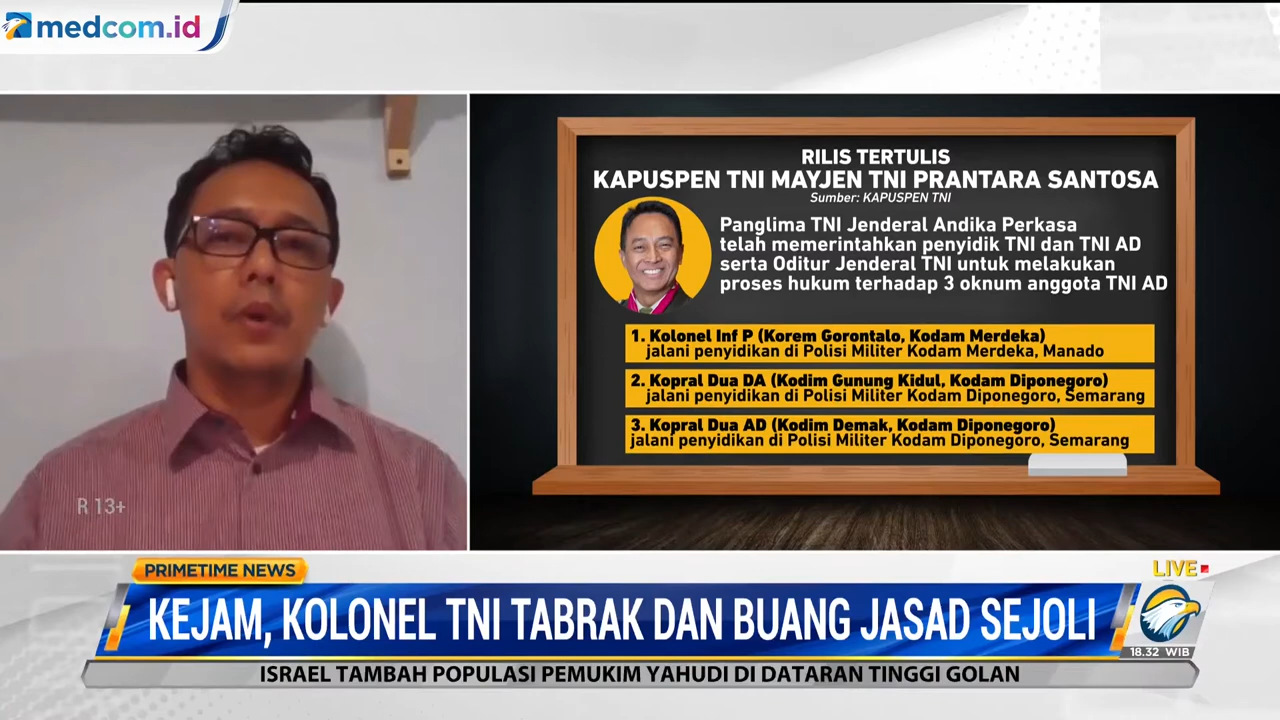 medcom.id
RILIS TERTULIS
KAPUSPEN TNI MAYJEN TNI PRANTARA SANTOSA
Sumber: KAPUSPEN TNI
Panglima TNI Jenderal Andika Perkasa
telah memerintahkan penyidik TNI dan TNI AD
serta Oditur Jenderal TNI untuk melakukan
proses hukum terhadap 3 oknum anggota TNI AD
1. Kolonel Inf P (Korem Gorontalo, Kodam Merdeka)
jalani penyidikan di Polisi Militer Kodam Merdeka, Manado
2. Kopral Dua DA (Kodim Gunung Kidul, Kodam Diponegoro)
jalani penyidikan di Polisi Militer Kodam Diponegoro, Semarang
3. Kopral Dua AD (Kodim Demak, Kodam Diponegoro)
jalani penyidikan di Polisi Militer Kodam Diponegoro, Semarang
R 13+
PRIMETIME NEWS
LIVE
KEJAM, KOLONEL TNI TABRAK DAN BUANG JASAD SEJOLI
18.32 WIB
ISRAEL TAMBAH POPULASI PEMUKIM YAHUDI DI DATARAN TINGGI GOLAN